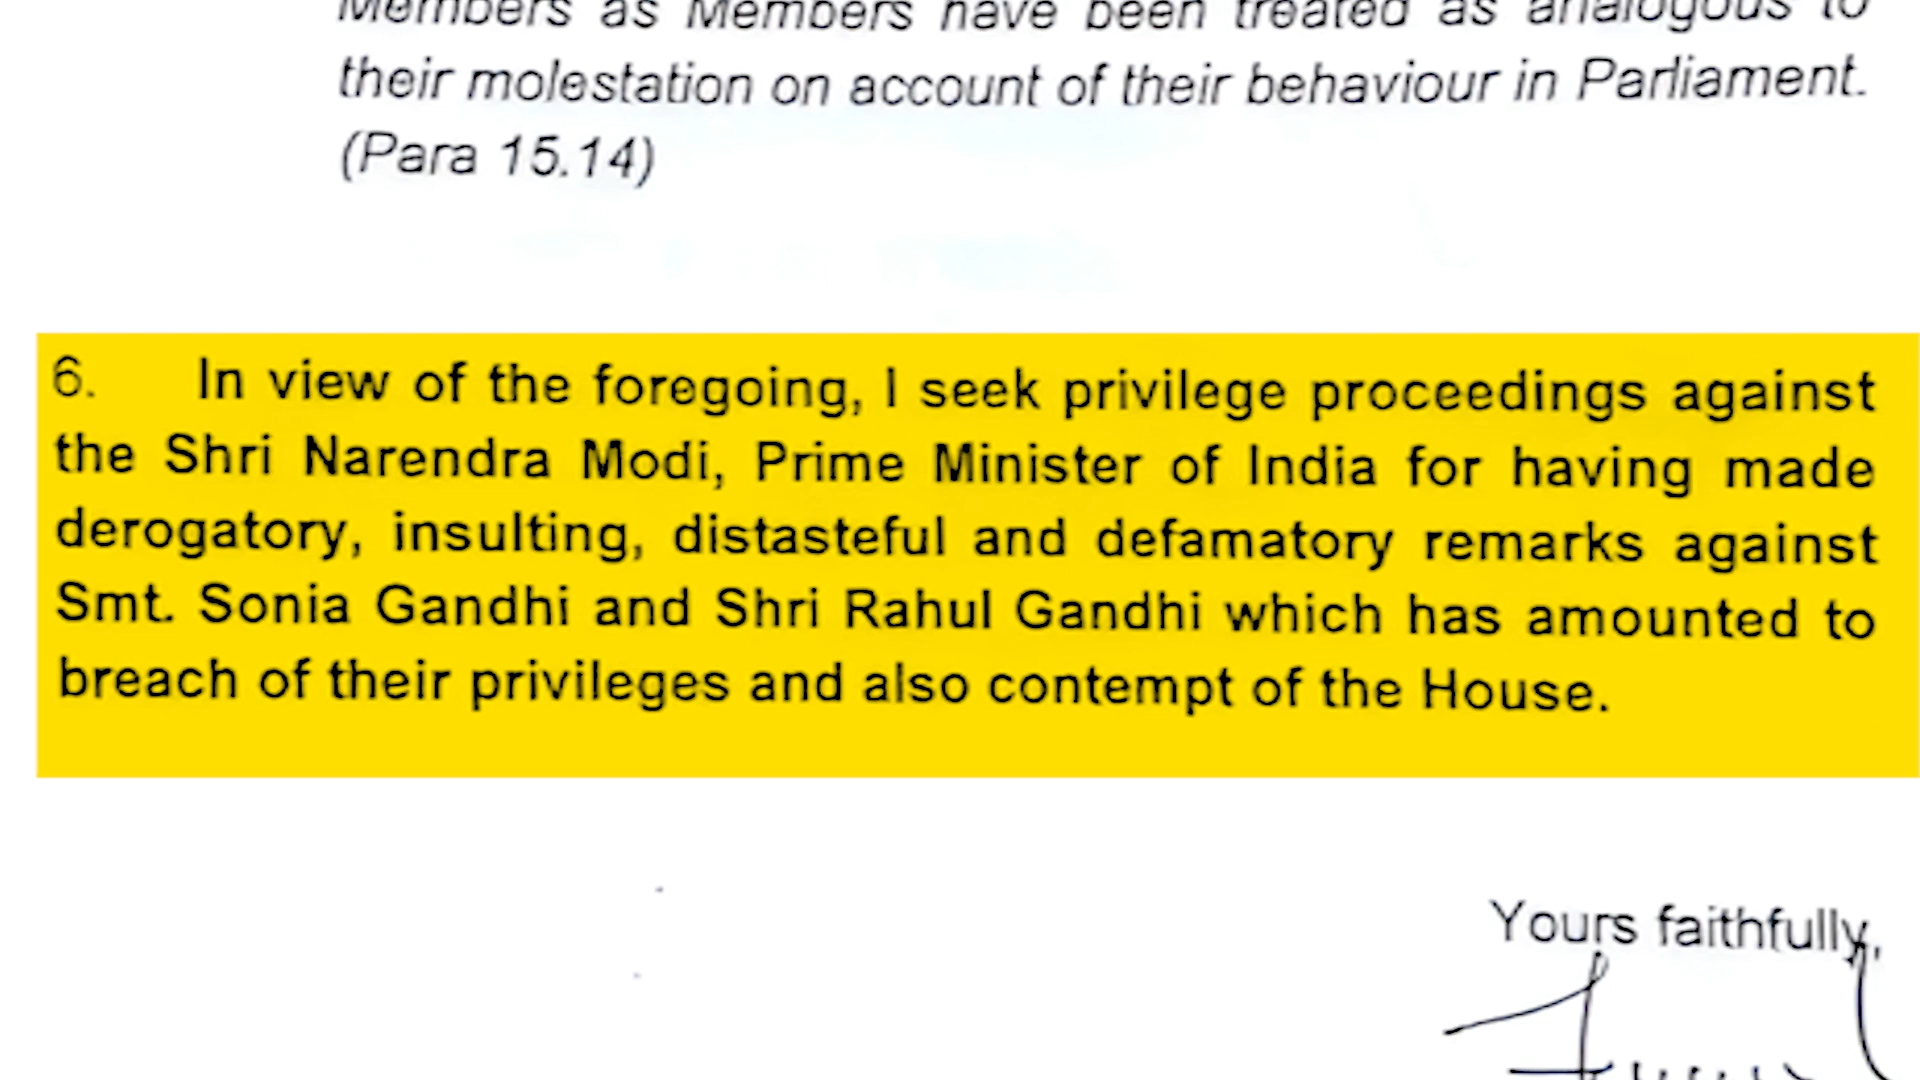 Members as Members have been treated as analogous to
their molestation on account of their behaviour in Parliament.
(Para 15.14)
6. In view of the foregoing, I seek privilege proceedings against
the Shri Narendra Modi, Prime Minister of India for having made
derogatory, insulting, distasteful and defamatory remarks against
Smt. Sonia Gandhi and Shri Rahul Gandhi which has amounted to
breach of their privileges and also contempt of the House.
Yours faithfully,